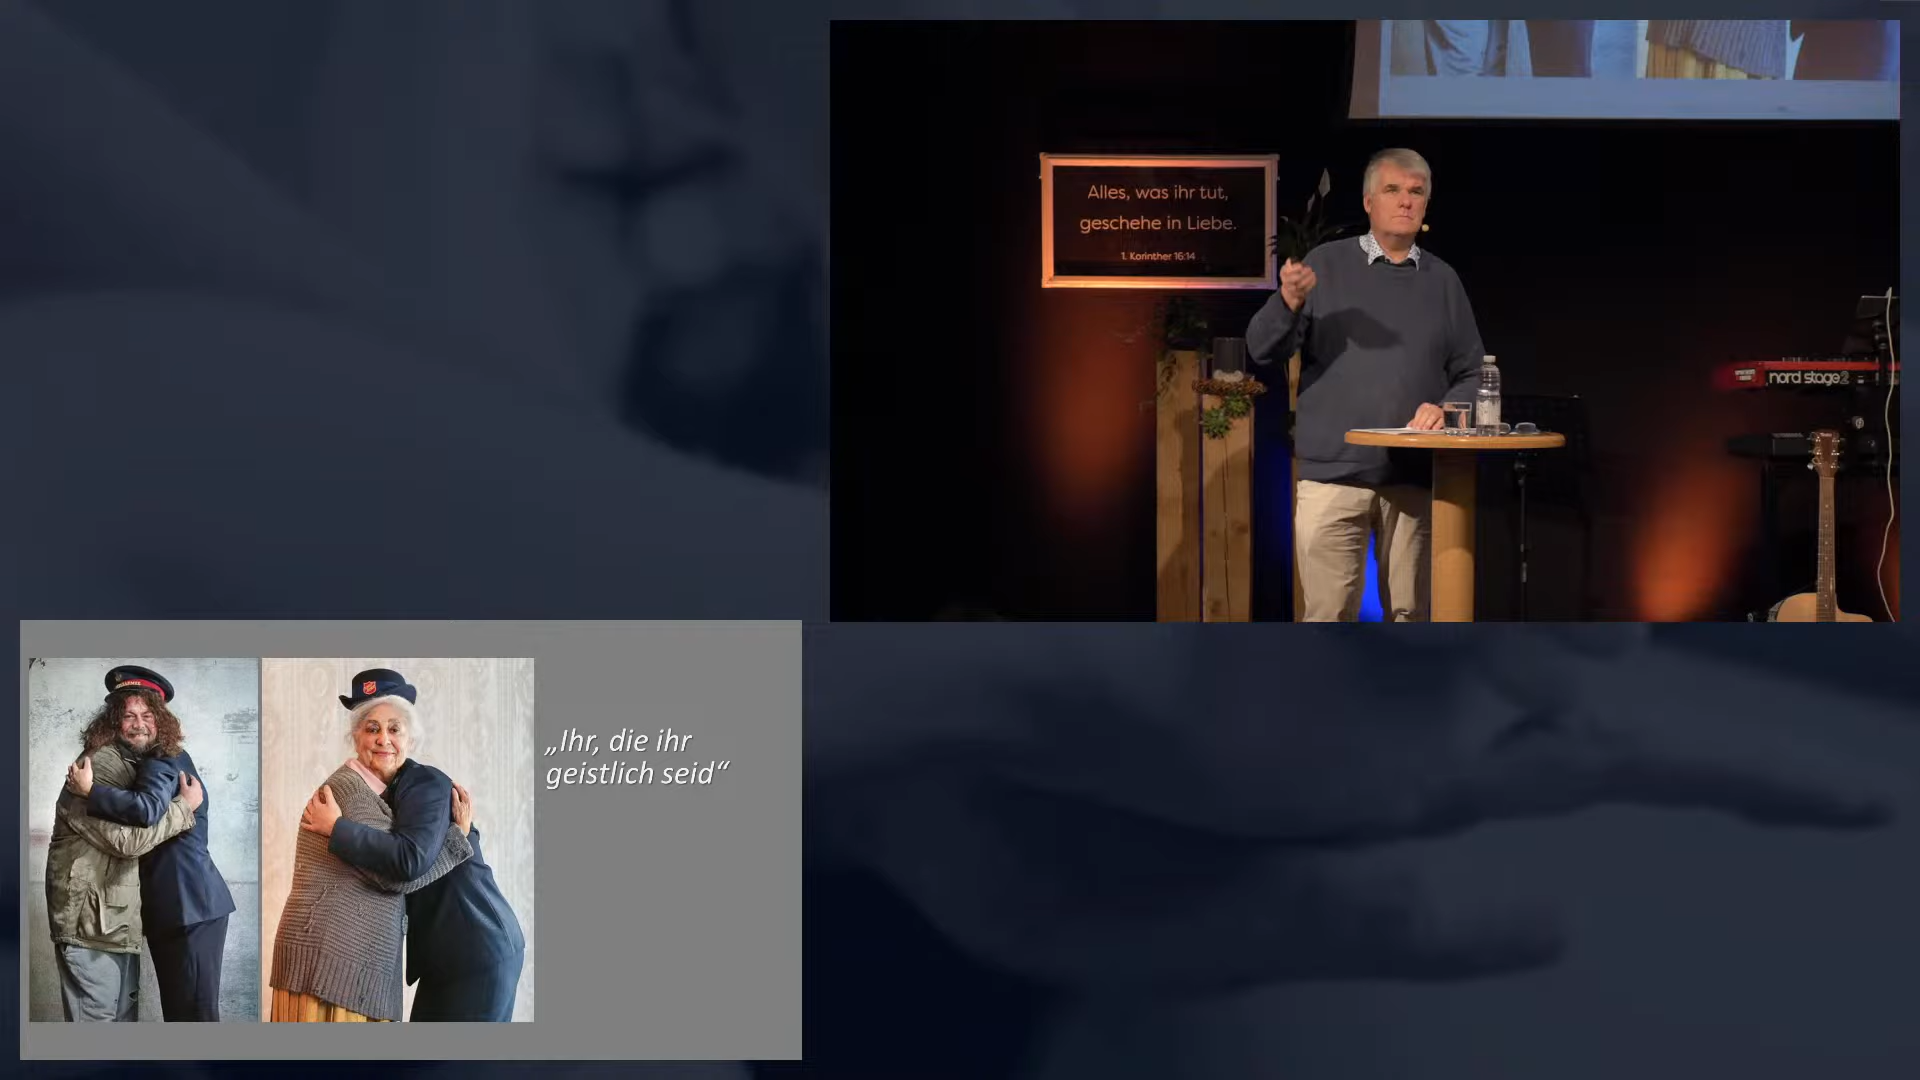 Alles, was ihr tut,
geschehe in Liebe.
1. Korinther 16:14
nord stage 2
„Ihr, die ihr
geistlich seid“